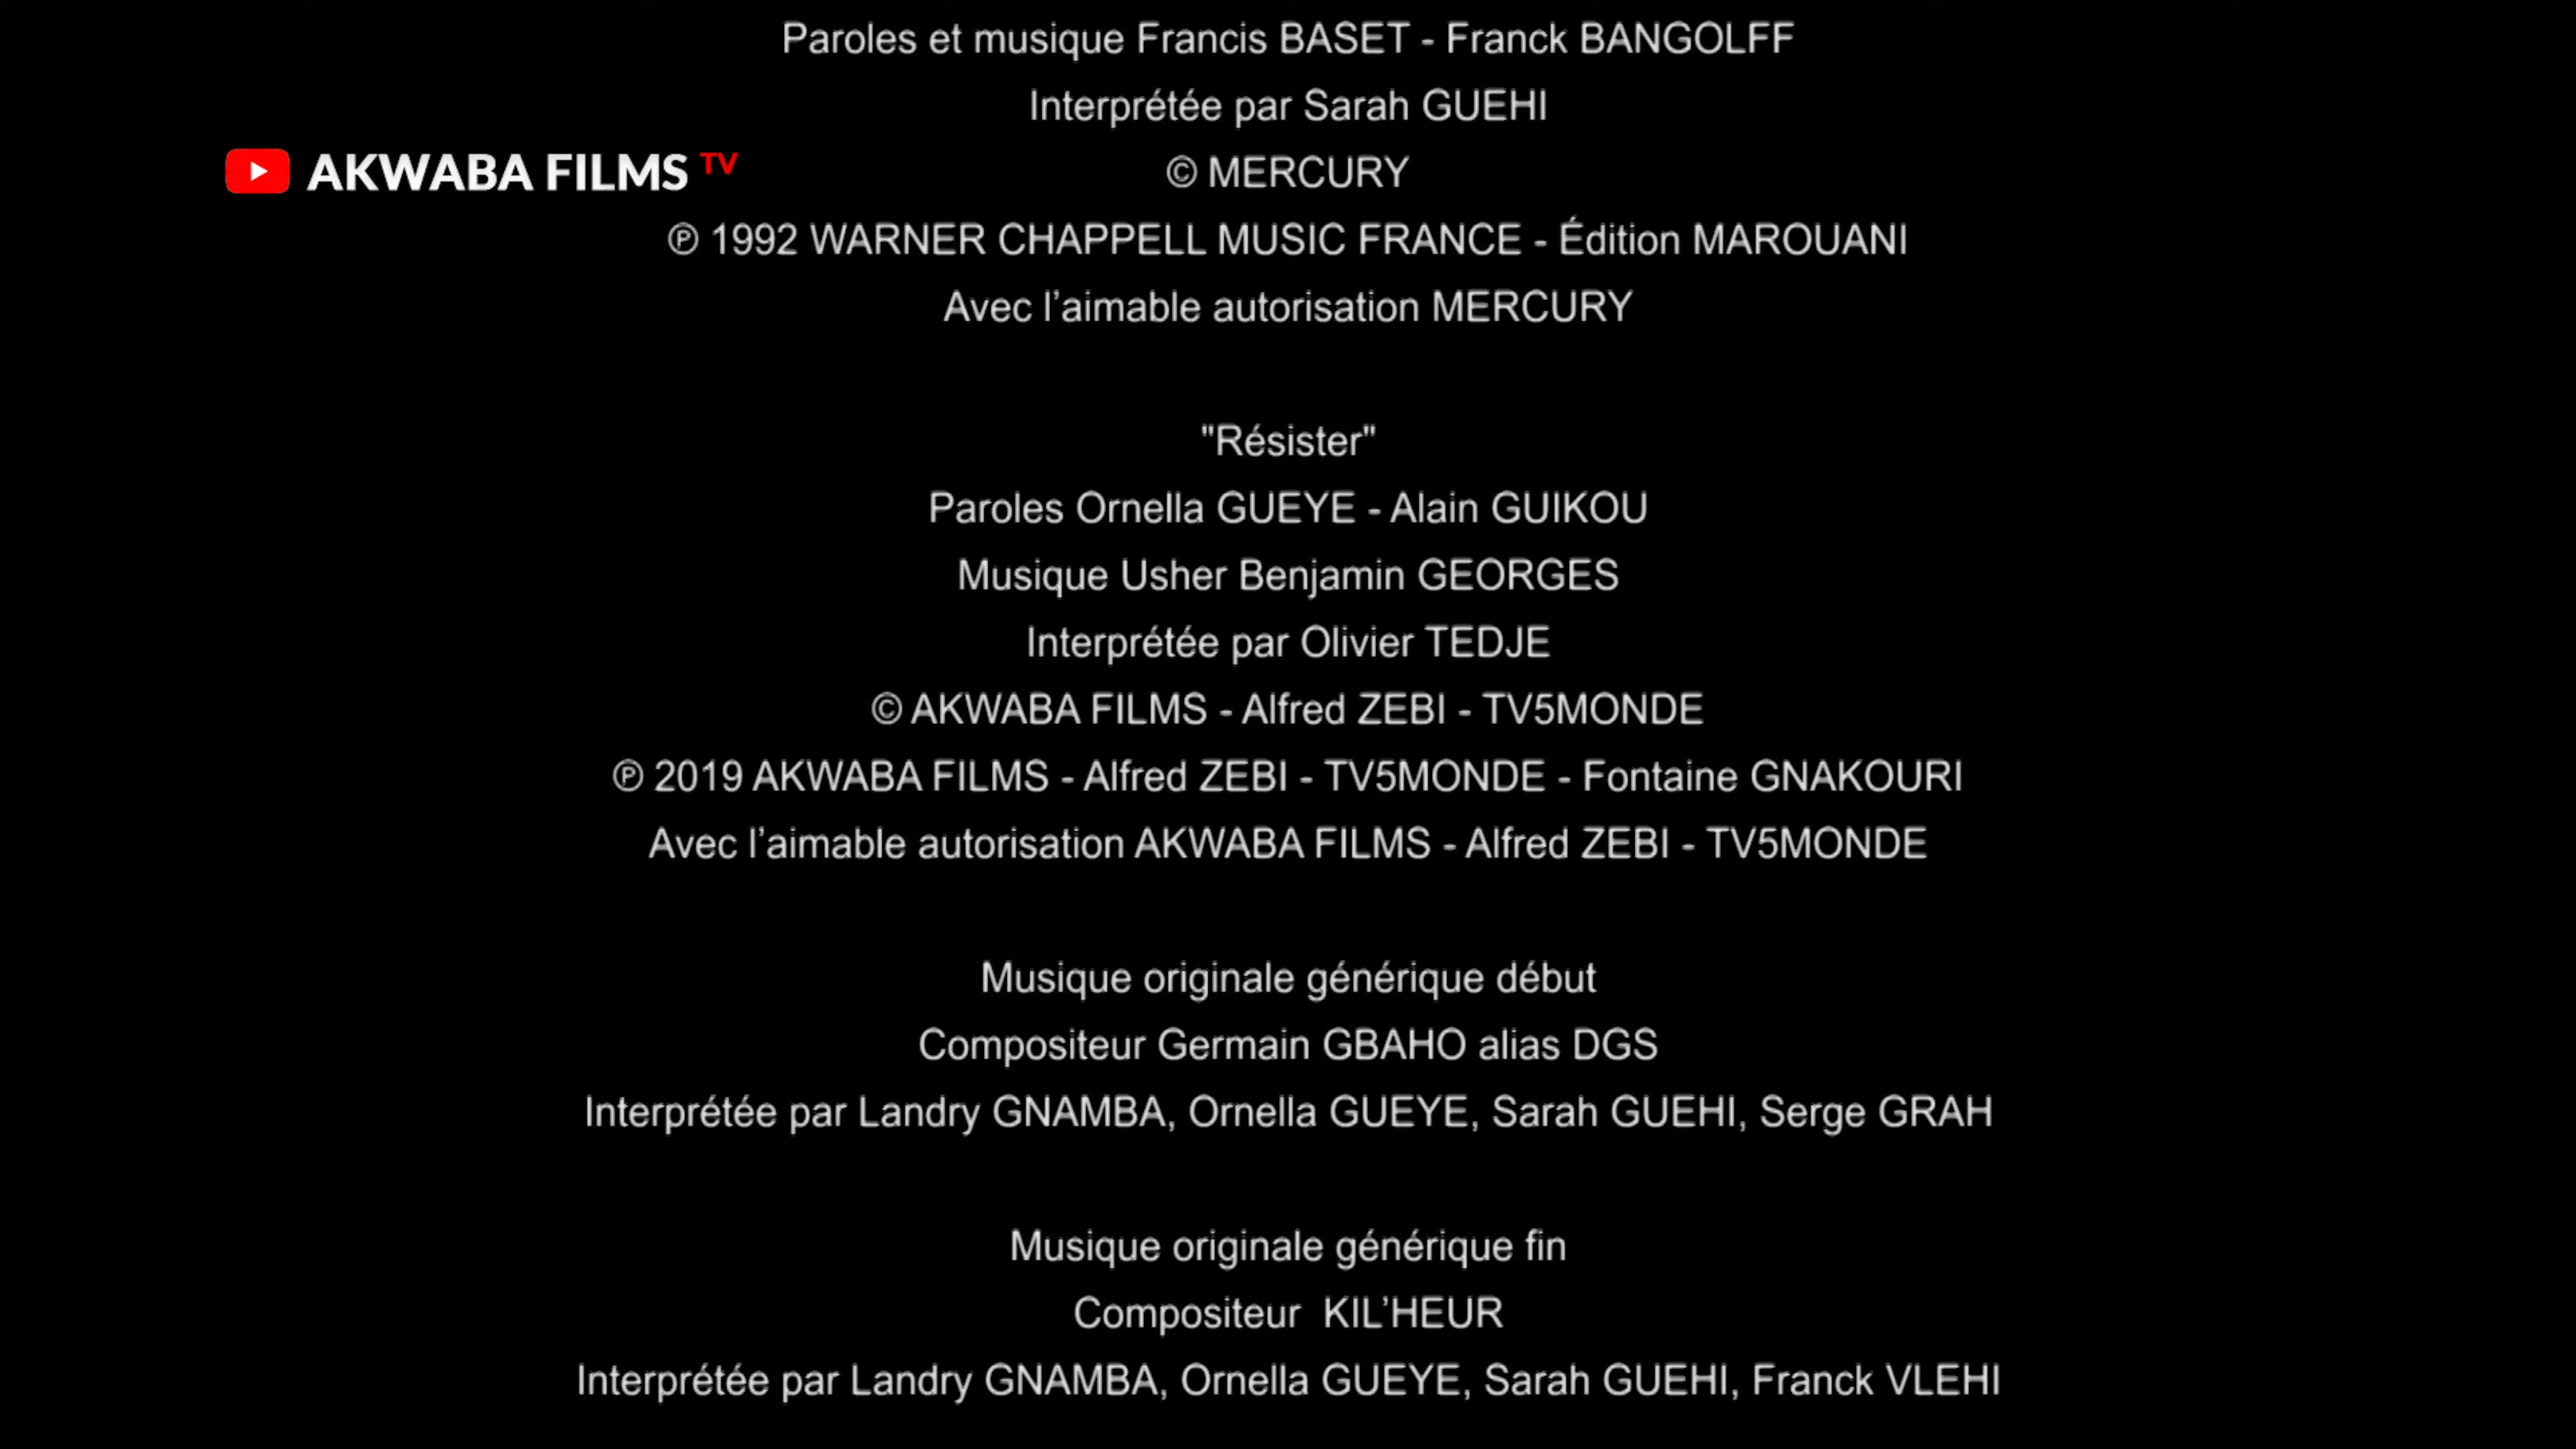 Paroles et musique Francis BASET - Franck BANGOLFF
Interprétée par Sarah GUEHI
AKWABA FILMS TV
© MERCURY
℗ 1992 WARNER CHAPPELL MUSIC FRANCE - Édition MAROUANI
Avec l’aimable autorisation MERCURY
"Résister"
Paroles Ornella GUEYE - Alain GUIKOU
Musique Usher Benjamin GEORGES
Interprétée par Olivier TEDJE
© AKWABA FILMS - Alfred ZEBI - TV5MONDE
℗ 2019 AKWABA FILMS - Alfred ZEBI - TV5MONDE - Fontaine GNAKOURI
Avec l’aimable autorisation AKWABA FILMS - Alfred ZEBI - TV5MONDE
Musique originale générique début
Compositeur Germain GBAHO alias DGS
Interprétée par Landry GNAMBA, Ornella GUEYE, Sarah GUEHI, Serge GRAH
Musique originale générique fin
Compositeur KIL’HEUR
Interprétée par Landry GNAMBA, Ornella GUEYE, Sarah GUEHI, Franck VLEHI